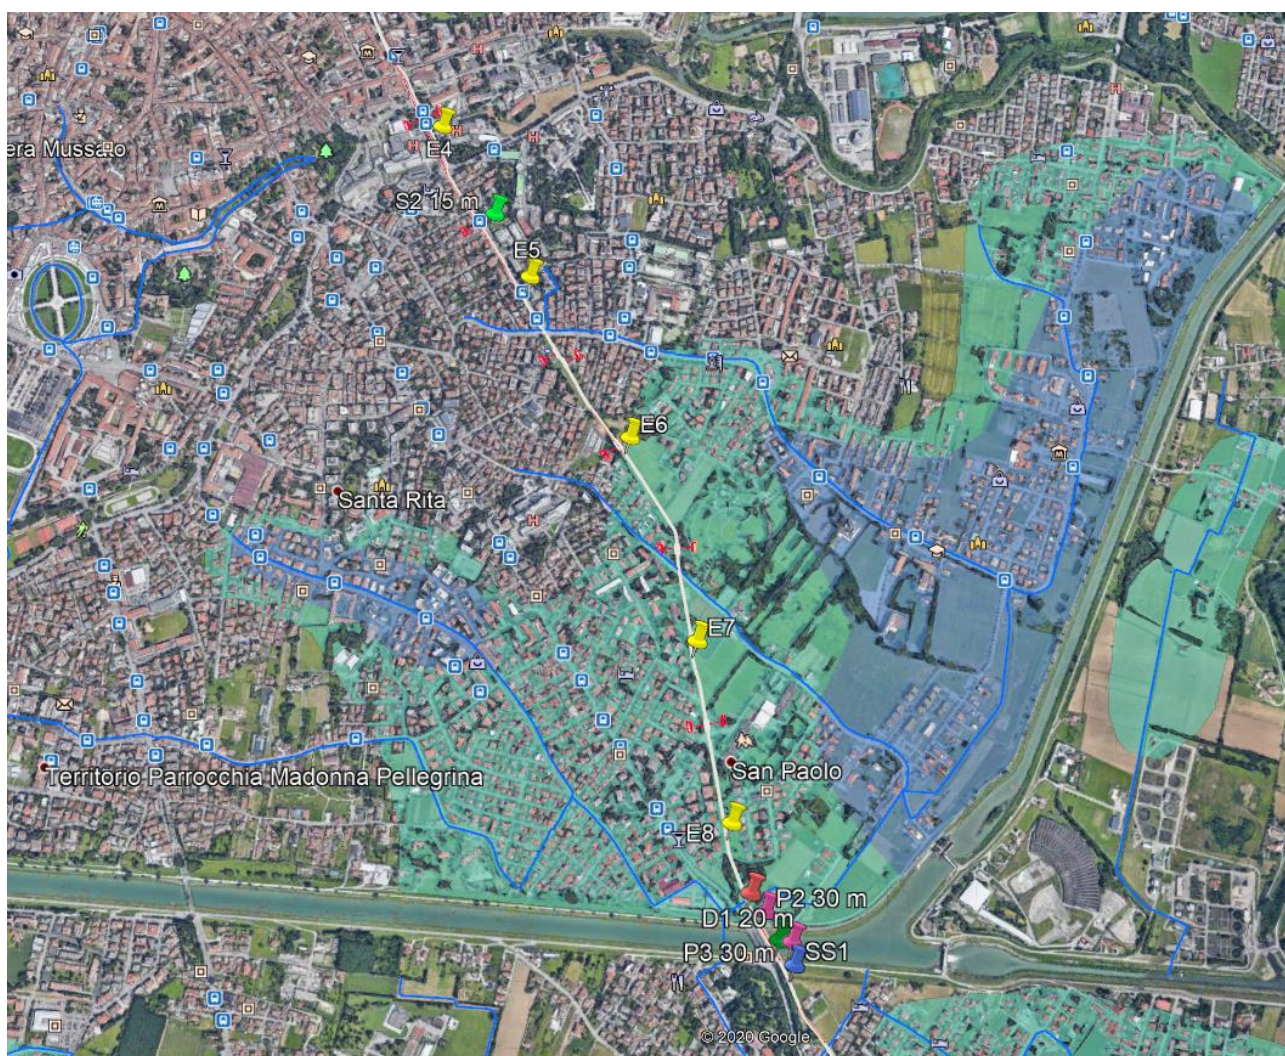 era Mussato
E4
S2 15 m
E5
E6
Santa Rita
E7
San Paolo
Territorio Parrocchia Madonna Pellegrina
E8
P2 30 m
D1 20 m
P3 30 m
SS1
© 2020 Google